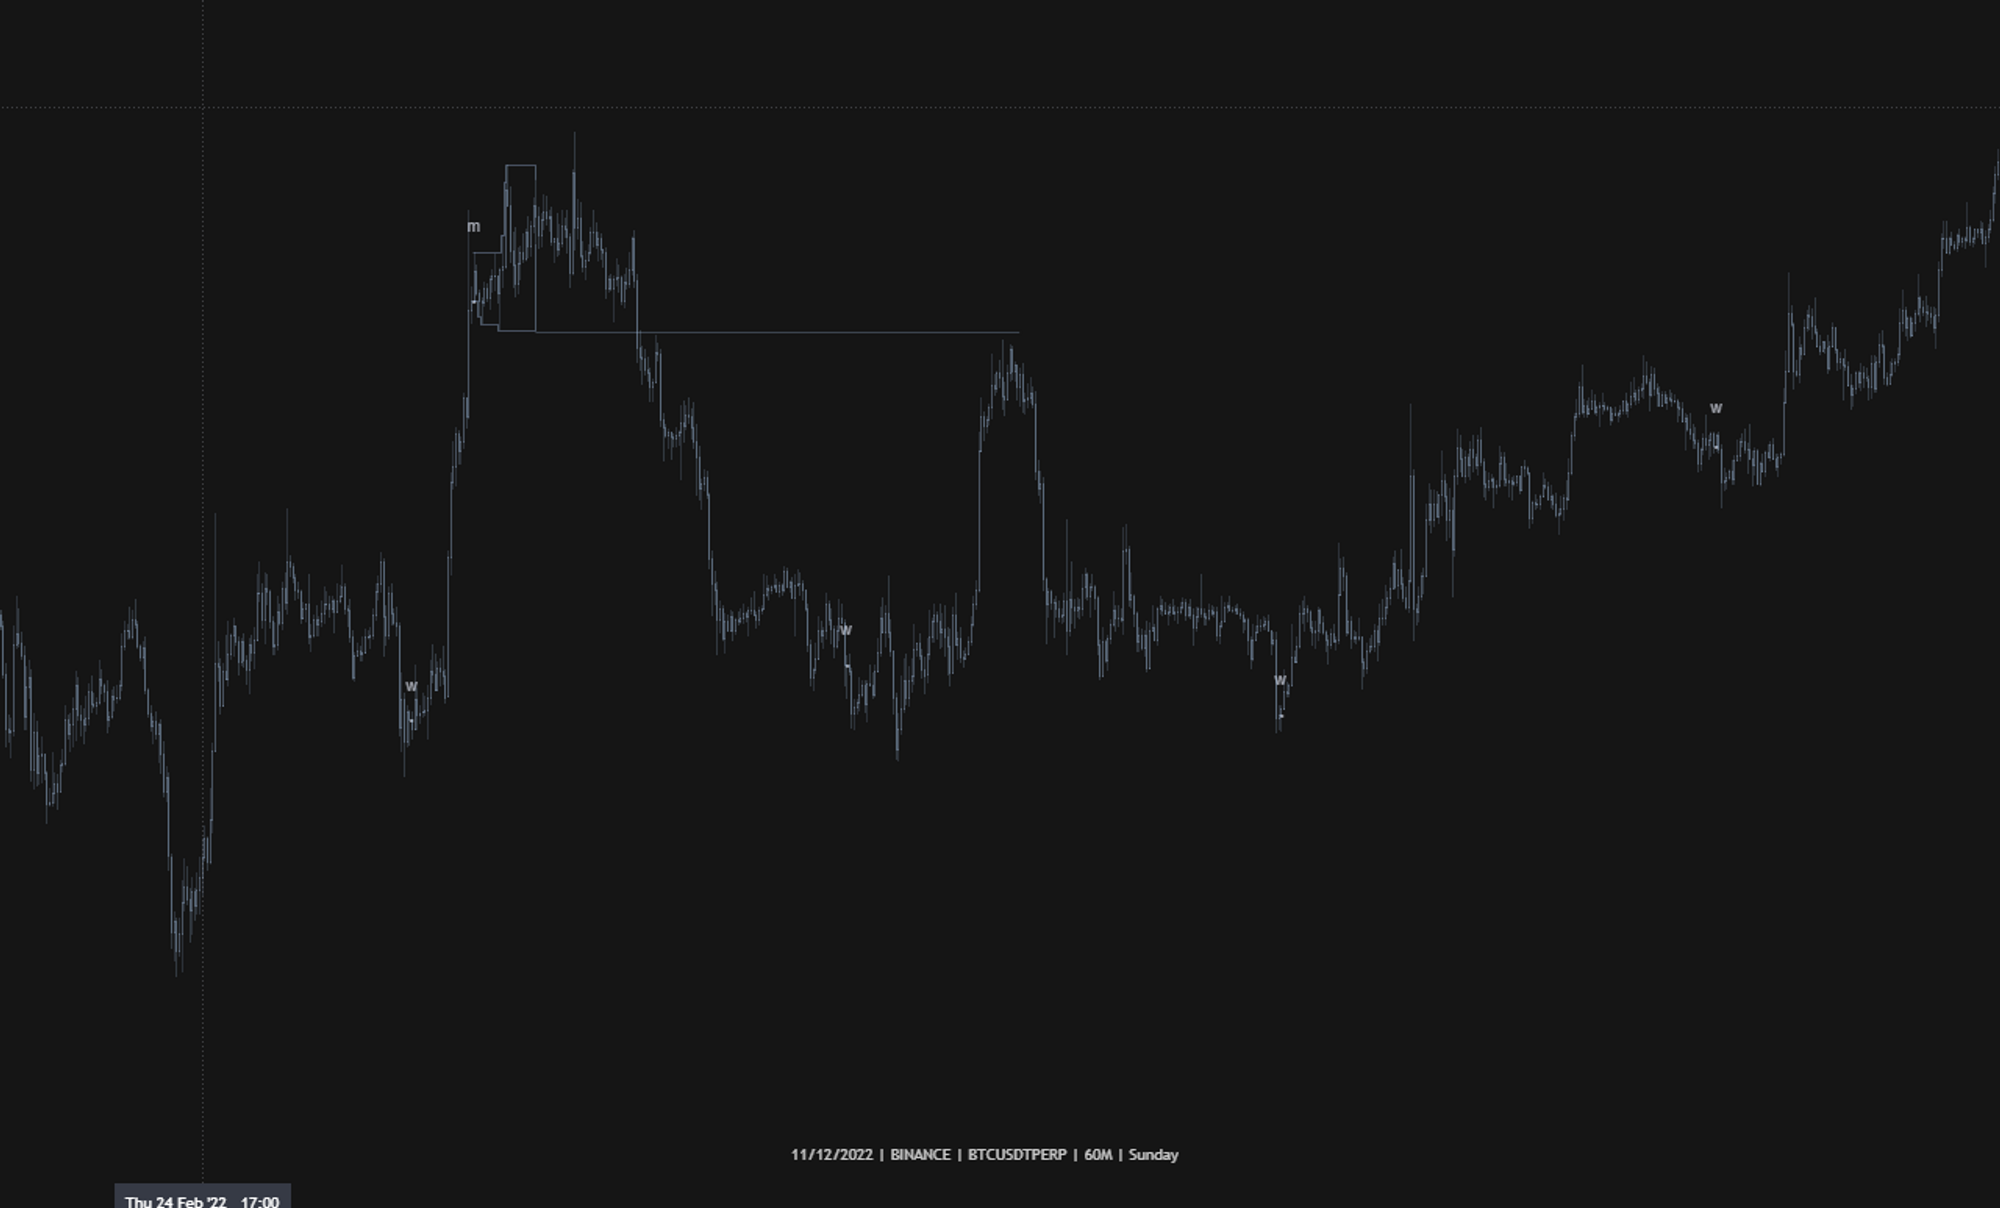 m
w
w
w
w
11/12/2022 | BINANCE | BTCUSDTPERP | 60M | Sunday
Thu 24 Feb '22 17:00